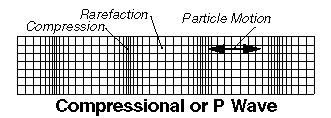 Rarefaction
Compression
Particle Motion
Compressional or P Wave